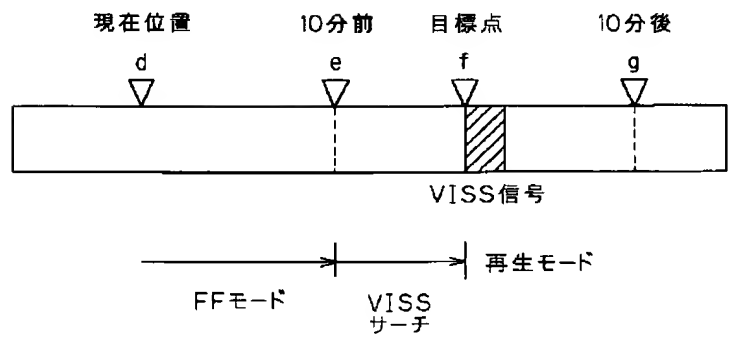 現在位置 10分前 目標点 10分後
d e f g
VISS信号
再生モード
FFモード VISS
サーチ